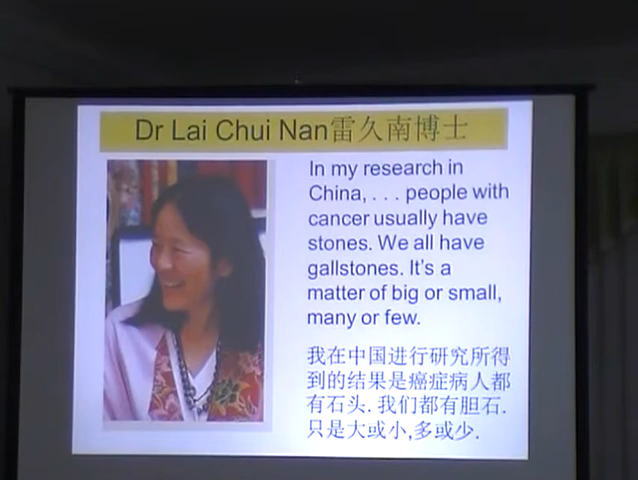 Dr Lai Chui Nan雷久南博士
In my research in
China, . . . people with
cancer usually have
stones. We all have
gallstones. It's a
matter of big or small,
many or few.
我在中国进行研究所得
到的结果是癌症病人都
有石头. 我们都有胆石.
只是大或小,多或少.